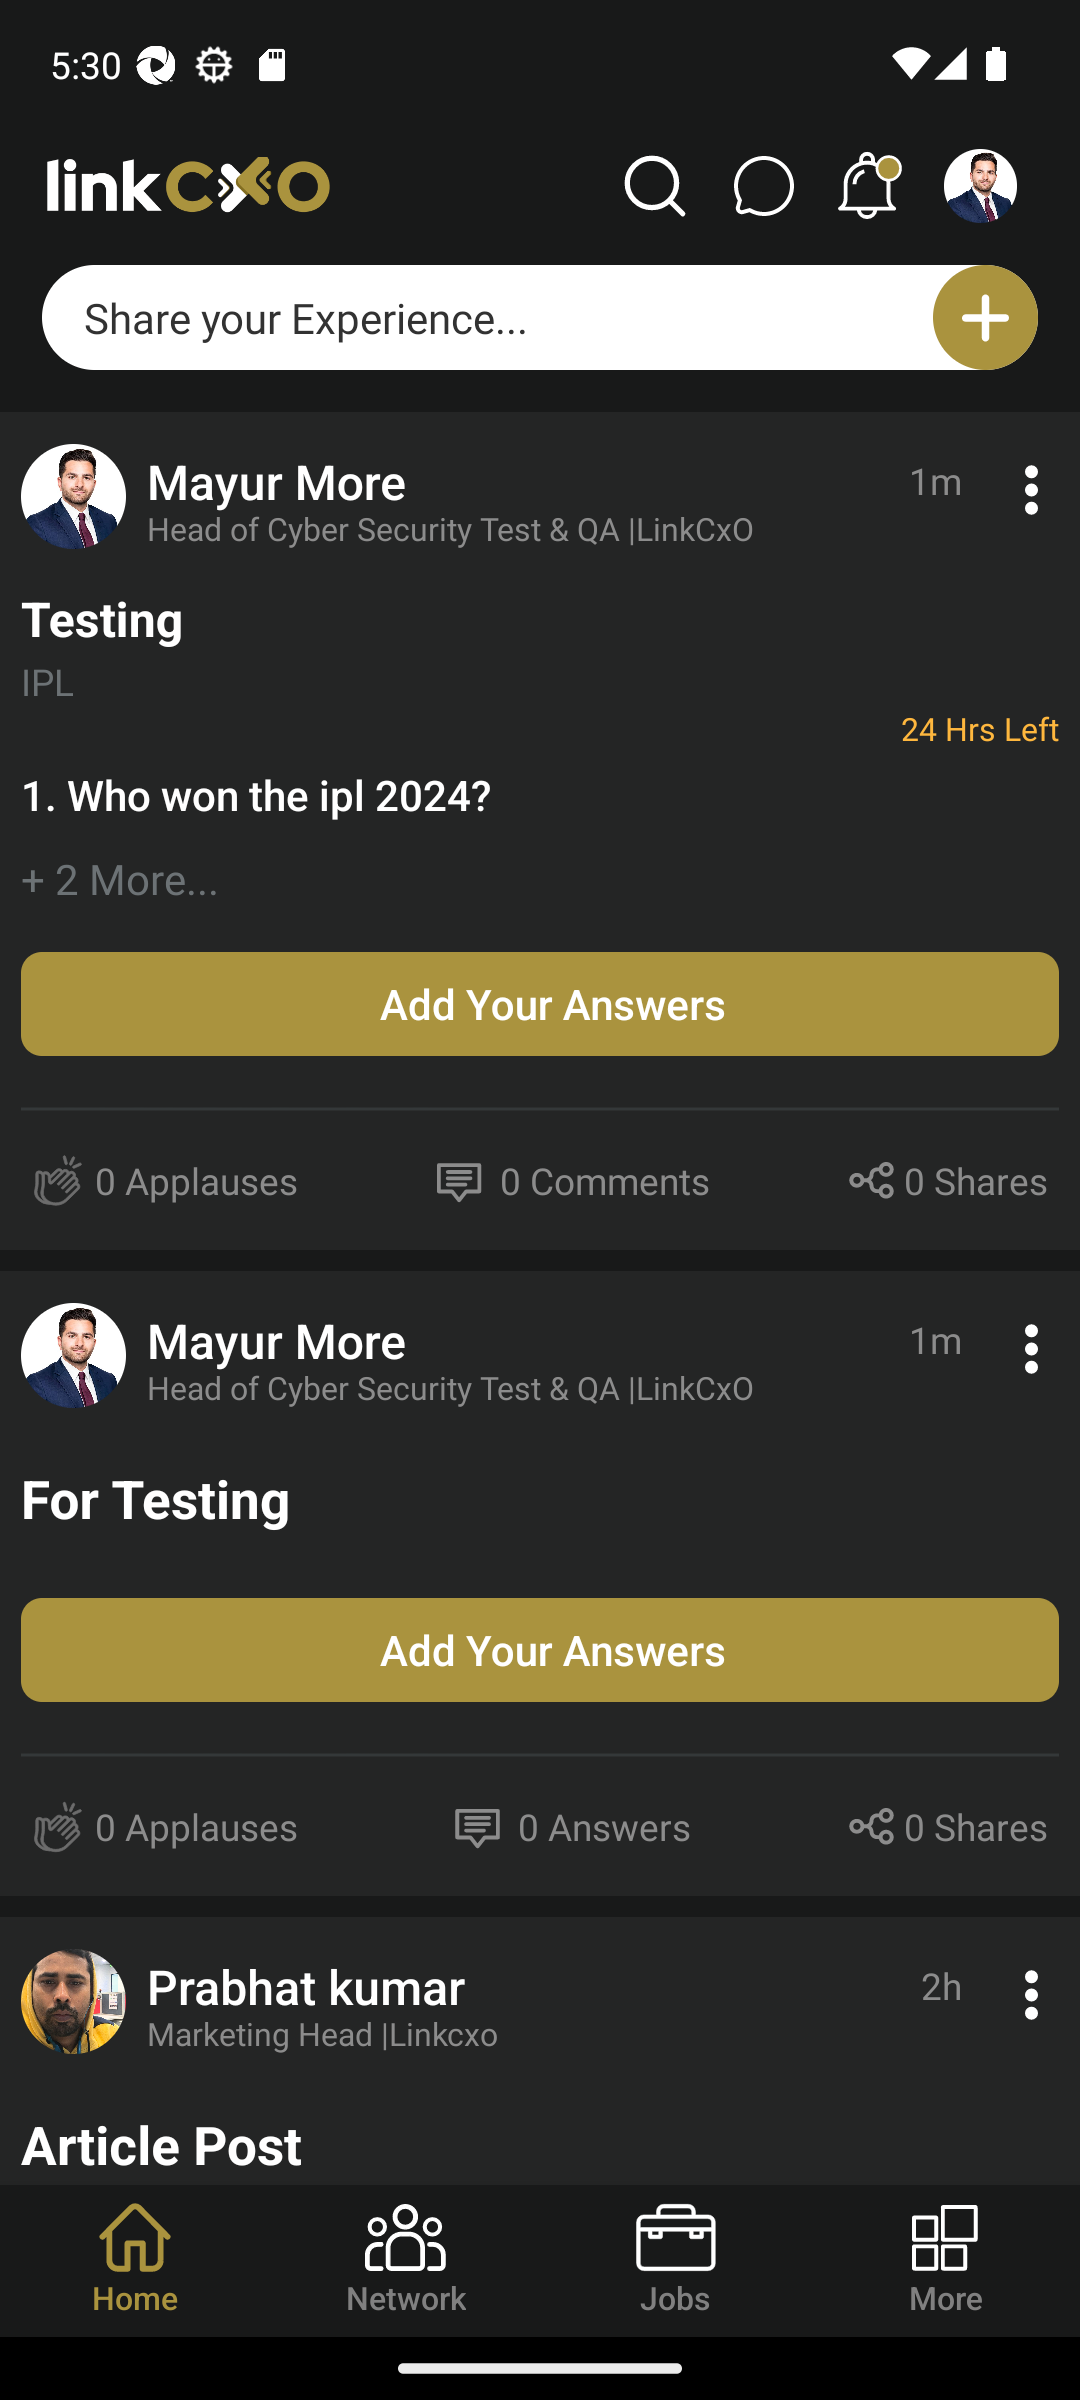 5:30
linkcxo
Share your Experience...
Mayur More
1m
Head of Cyber Security Test & QA |LinkCxO
Testing
IPL
24 Hrs Left
1. Who won the ipl 2024?
+ 2 More...
Add Your Answers
0 Applauses
0 Comments
0 Shares
Mayur More
1m
Head of Cyber Security Test & QA |LinkCxO
For Testing
Add Your Answers
0 Applauses
0 Answers
0 Shares
Prabhat kumar
2h
Marketing Head |Linkcxo
Article Post
Home
Network
Jobs
More